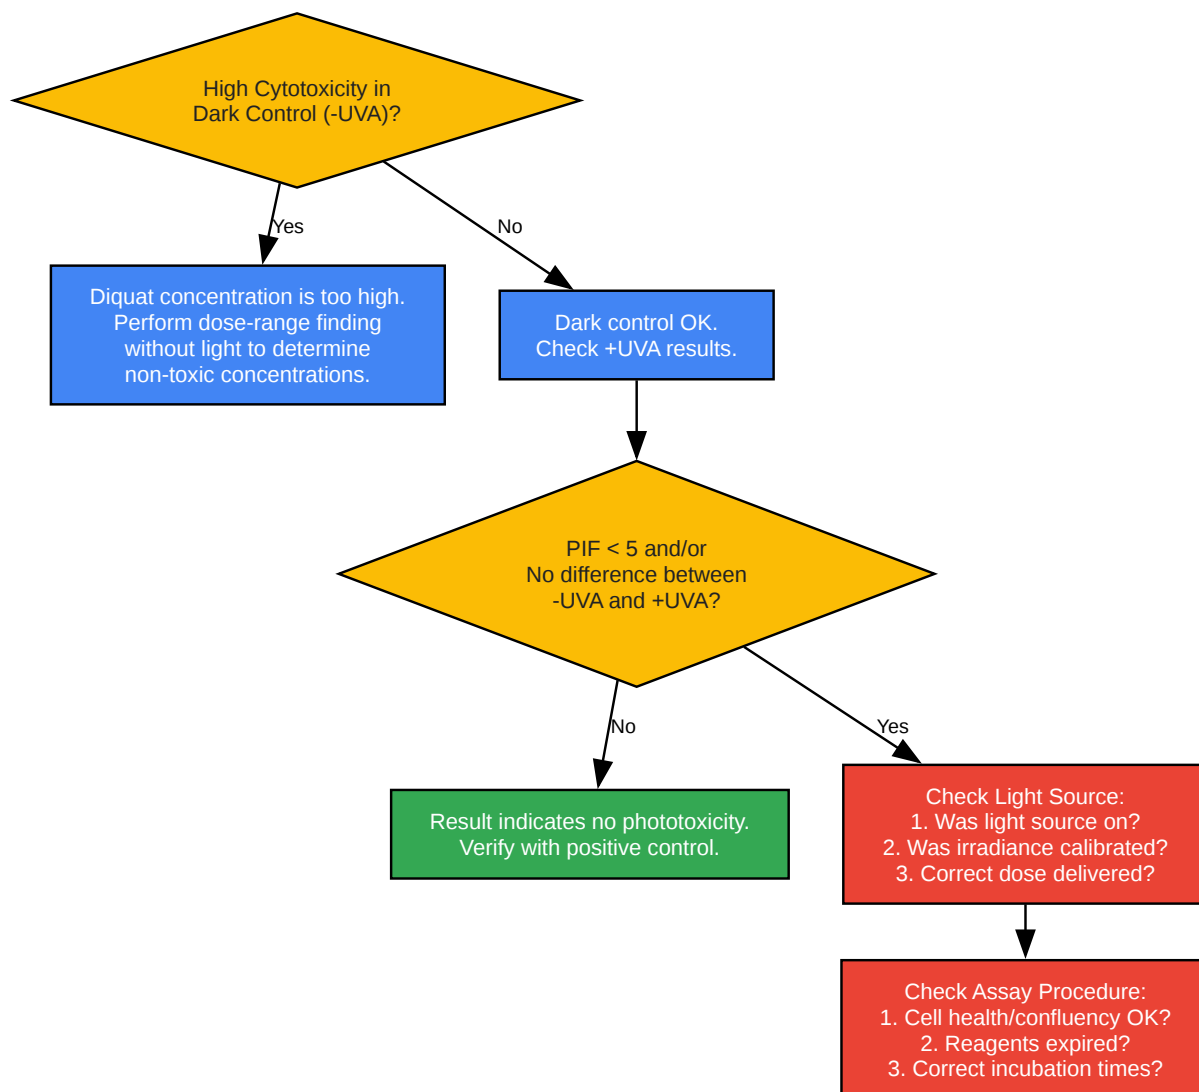 High Cytotoxicity in
Dark Control (-UVA)?
Yes
No
Diquat concentration is too high.
Perform dose-range finding
without light to determine
non-toxic concentrations.
Dark control OK.
Check +UVA results.
PIF < 5 and/or
No difference between
-UVA and +UVA?
No
Yes
Result indicates no phototoxicity.
Verify with positive control.
Check Light Source:
1. Was light source on?
2. Was irradiance calibrated?
3. Correct dose delivered?
Check Assay Procedure:
1. Cell health/confluency OK?
2. Reagents expired?
3. Correct incubation times?